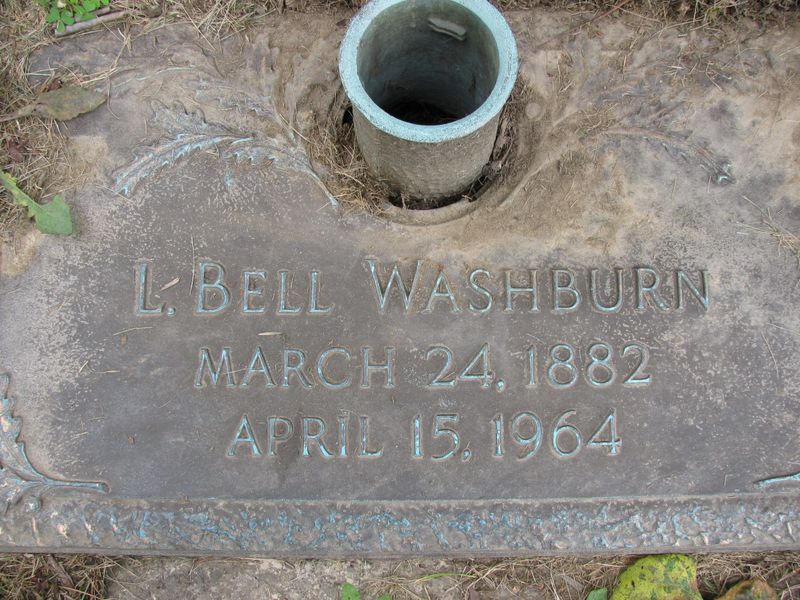 L. BELL WASHBURN
MARCH 24, 1882
APRIL 15, 1964